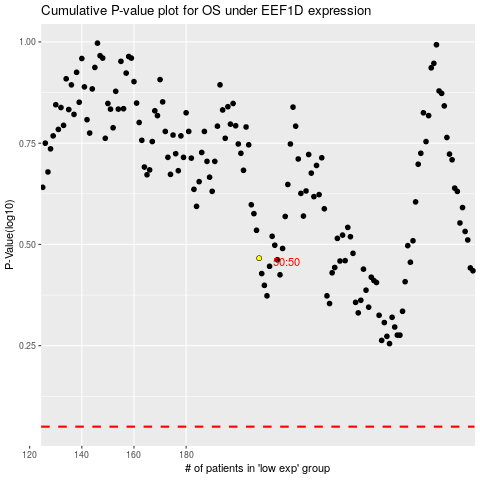 Cumulative P-value plot for OS under EEF1D expression
P-Value(log10)
1.00
0.75
0.50
0.25
50:50
120 140 160 180
# of patients in 'low exp' group